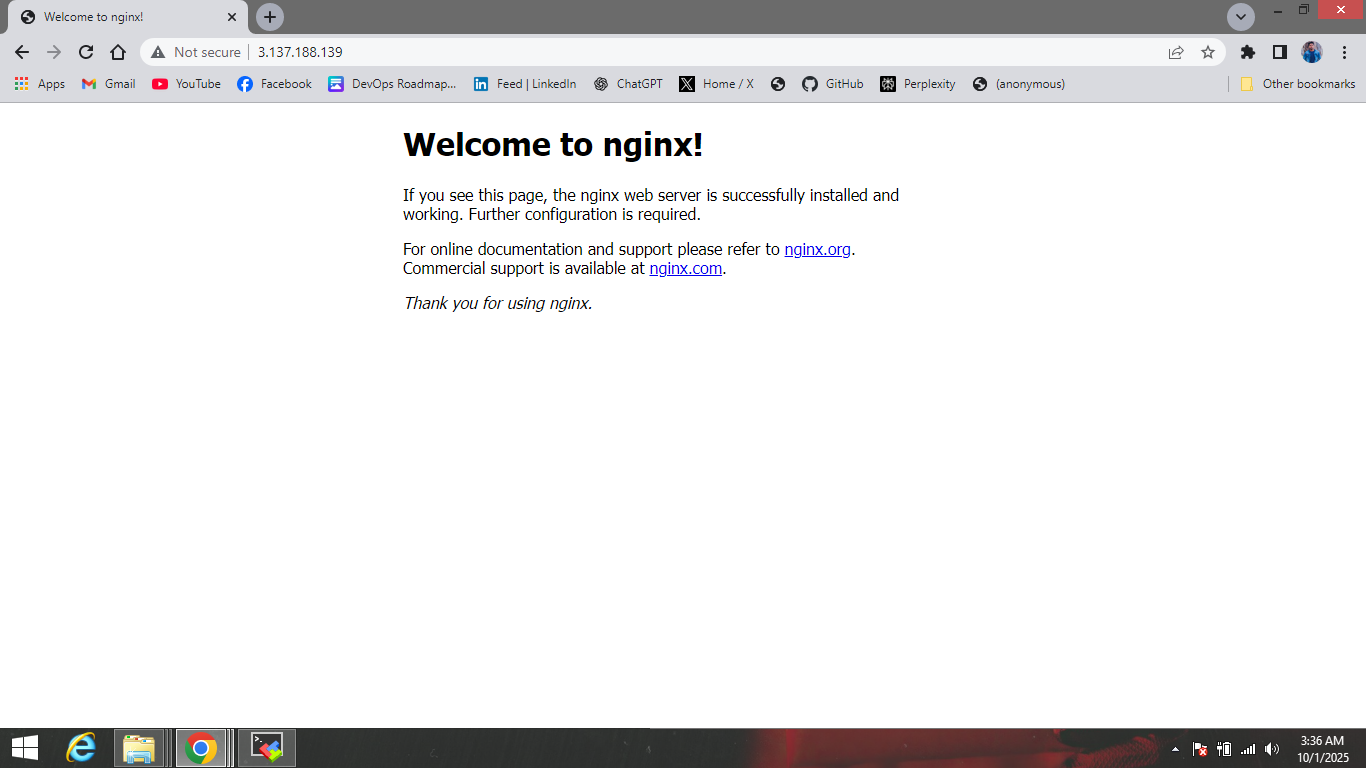 Welcome to nginx!
Not secure
3.137.188.139
Apps
Gmail
YouTube
Facebook
DevOps Roadmap...
Feed | LinkedIn
ChatGPT
Home / X
GitHub
Perplexity
(anonymous)
Other bookmarks
Welcome to nginx!
If you see this page, the nginx web server is successfully installed and
working. Further configuration is required.
For online documentation and support please refer to nginx.org.
Commercial support is available at nginx.com.
Thank you for using nginx.
3:36 AM
10/1/2025